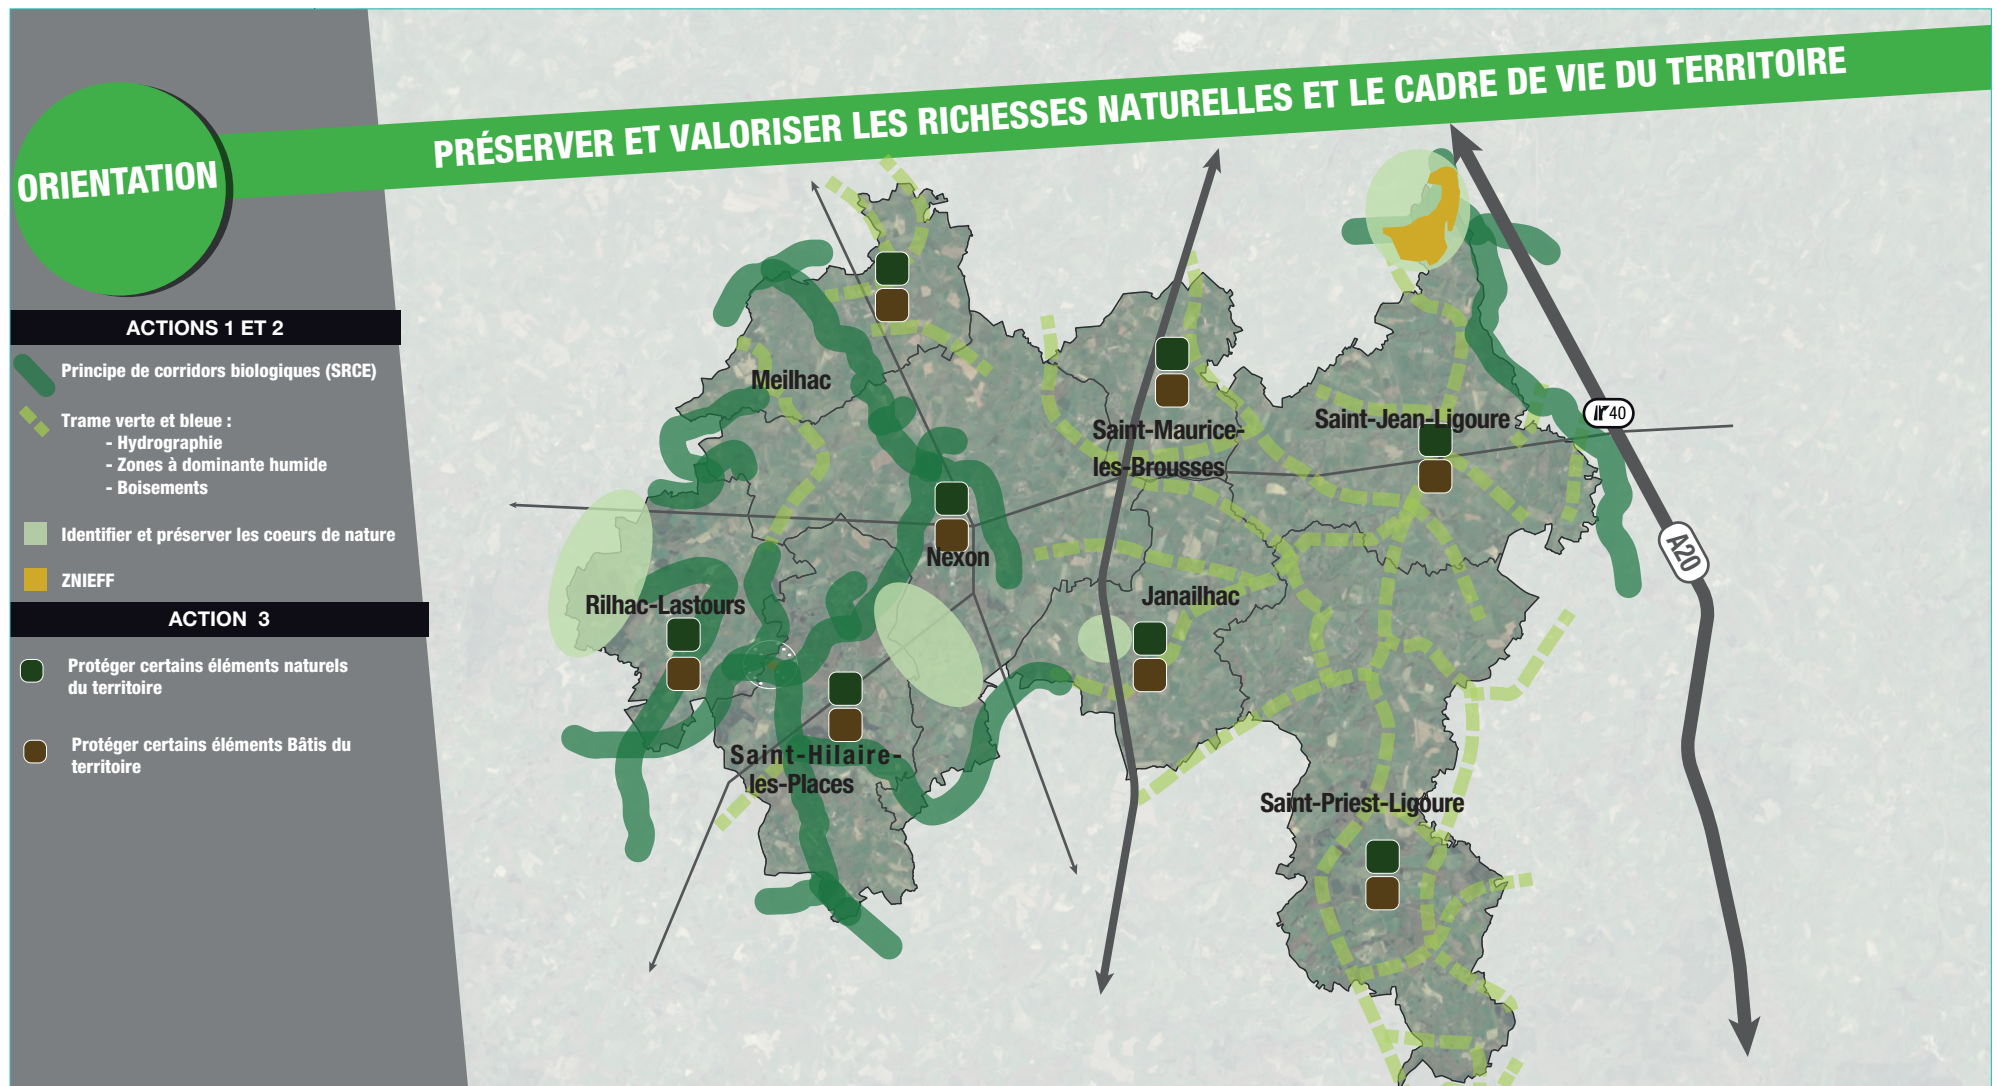 PRÉSERVER ET VALORISER LES RICHESSES NATURELLES ET LE CADRE DE VIE DU TERRITOIRE
ORIENTATION
ACTIONS 1 ET 2
Principe de corridors biologiques (SRCE)
Trame verte et bleue :
- Hydrographie
- Zones à dominante humide
- Boisements
Identifier et préserver les coeurs de nature
ZNIEFF
ACTION 3
Protéger certains éléments naturels
du territoire
Protéger certains éléments Bâtis du
territoire
Meilhac
Saint-Maurice-
les-Brousses
Saint-Jean-Ligoure
40
A20
Nexon
Rilhac-Lastours
Janailhac
Saint-Hilaire-
les-Places
Saint-Priest-Ligoure